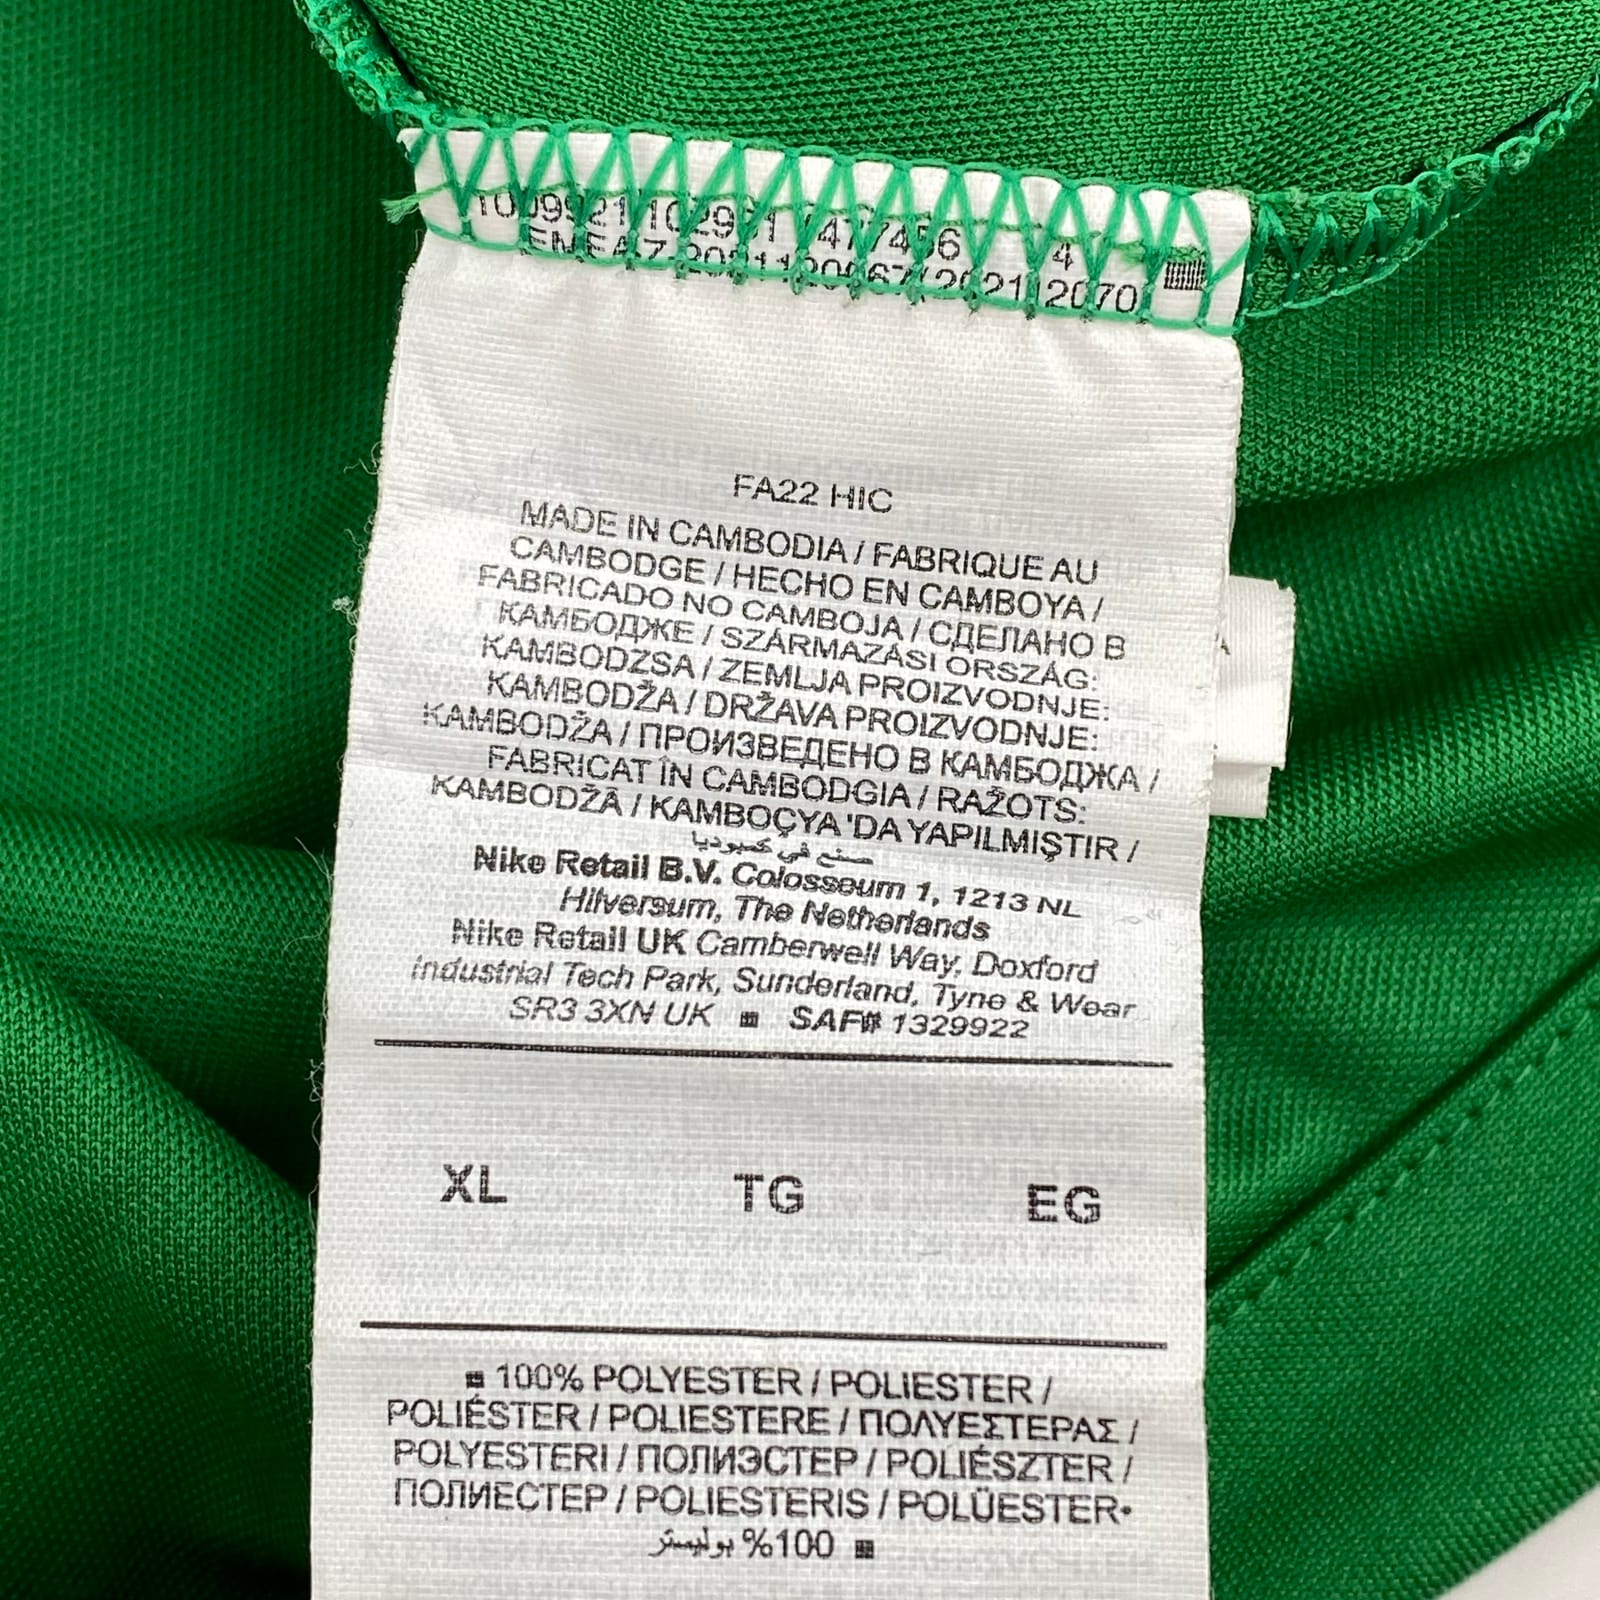 FA22 HIC
MADE IN CAMBODIA / FABRIQUE AU
CAMBODGE / HECHO EN CAMBOYA /
FABRICADO NO CAMBOJA / СДЕЛАНО В
КАМБОДЖЕ / SZÁRMAZÁSI ORSZÁG:
KAMBODZSA / ZEMLJA PROIZVODNJE:
KAMBODŽA / DRŽAVA PROIZVODNJE:
KAMBODŽA / ПРОИЗВЕДЕНО В КАМБОДЖА /
FABRICAT ÎN CAMBODGIA / RAŽOTS:
KAMBODŽĀ / KAMBOÇYA 'DA YAPILMIŞTIR /
صنع في كمبوديا
Nike Retail B.V. Colosseum 1, 1213 NL
Hilversum, The Netherlands
Nike Retail UK Camberwell Way, Doxford
Industrial Tech Park, Sunderland, Tyne & Wear
SR3 3XN UK SAF# 1329922
XL TG EG
100% POLYESTER / POLIESTER /
POLIÉSTER / POLIESTERE / ΠΟΛΥΕΣΤΕΡΑΣ /
POLYESTERI / ПОЛИЭСТЕР / POLIÉSZTER /
ПОЛИЕСТЕР / POLIESTERIS / POLÜESTER•
100% بوليستر